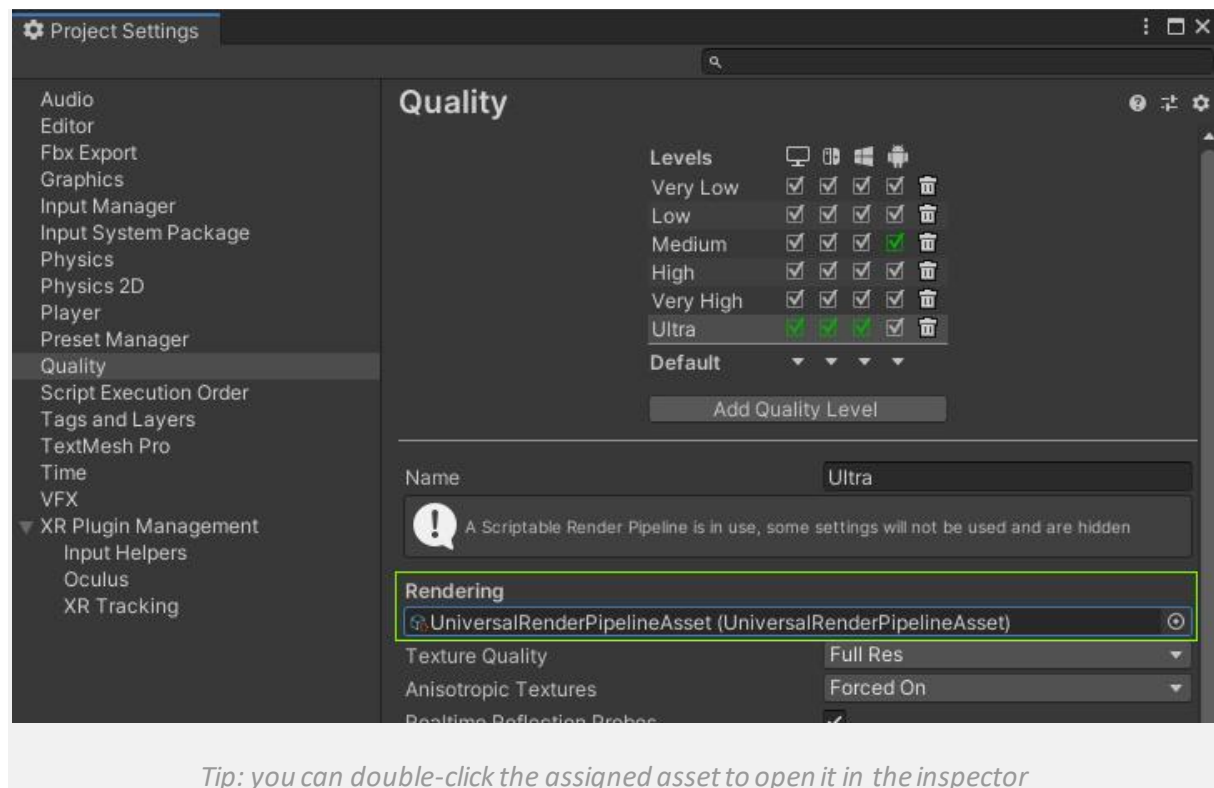 Project Settings
Audio
Editor
Fbx Export
Graphics
Input Manager
Input System Package
Physics
Physics 2D
Player
Preset Manager
Quality
Script Execution Order
Tags and Layers
TextMesh Pro
Time
VFX
XR Plugin Management
Input Helpers
Oculus
XR Tracking
Quality
Levels
Very Low
Low
Medium
High
Very High
Ultra
Default
Add Quality Level
Name Ultra
A Scriptable Render Pipeline is in use, some settings will not be used and are hidden
Rendering
UniversalRenderPipelineAsset (UniversalRenderPipelineAsset)
Texture Quality Full Res
Anisotropic Textures Forced On
Realtime Reflection Probes
Tip: you can double-click the assigned asset to open it in the inspector